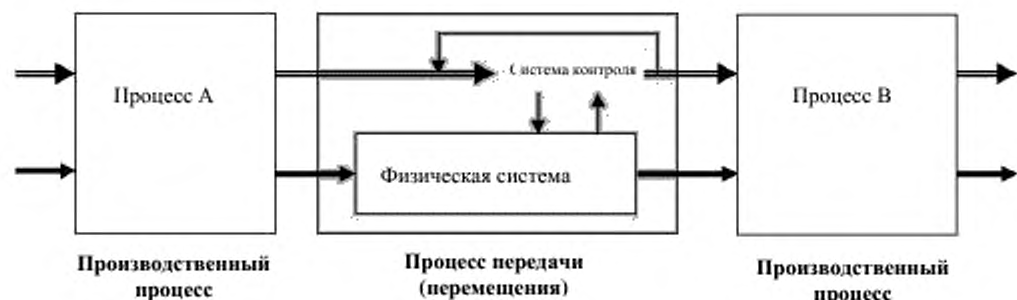 Процесс А
Система контроля
Процесс В
Физическая система
Производственный
процесс
Процесс передачи
(перемещения)
Производственный
процесс